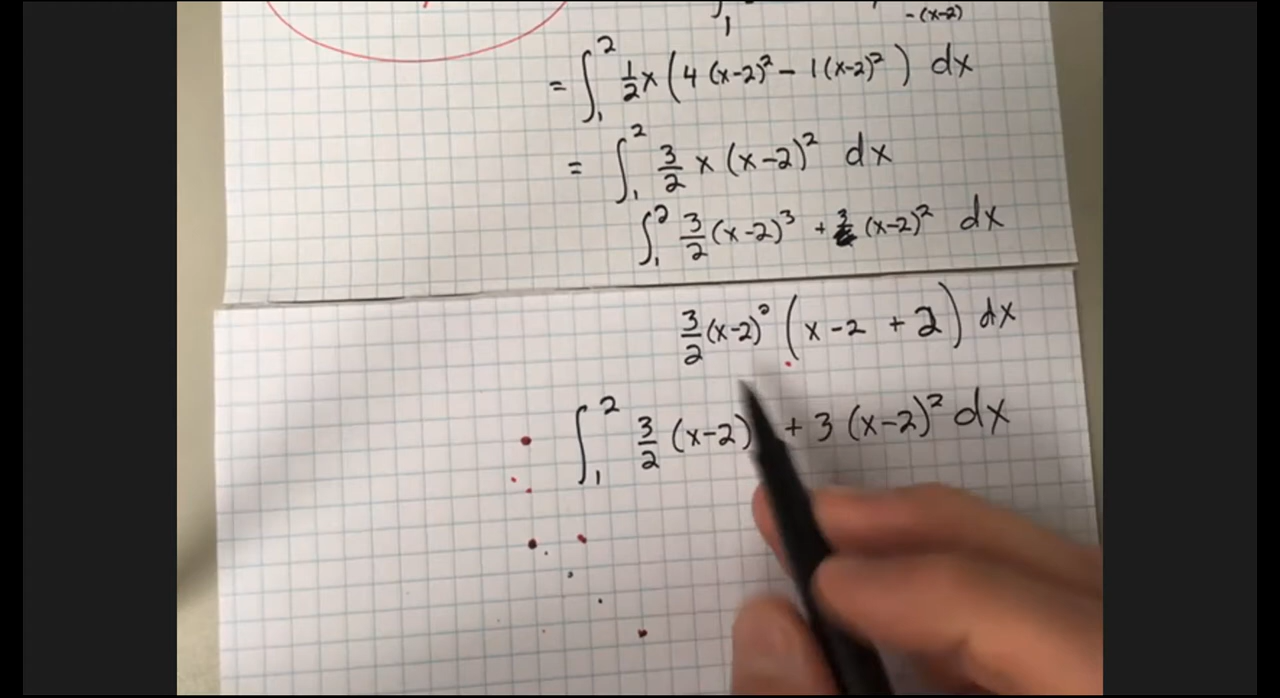 ∫₁ -(x-2)
= ∫₁² ½x (4(x-2)² - 1(x-2)²) dx
= ∫₁² 3/2 x (x-2)² dx
∫₁² 3/2 (x-2)³ + 3 (x-2)² dx
3/2 (x-2)² (x-2 + 2) dx
∫₁² 3/2 (x-2) + 3 (x-2)² dx